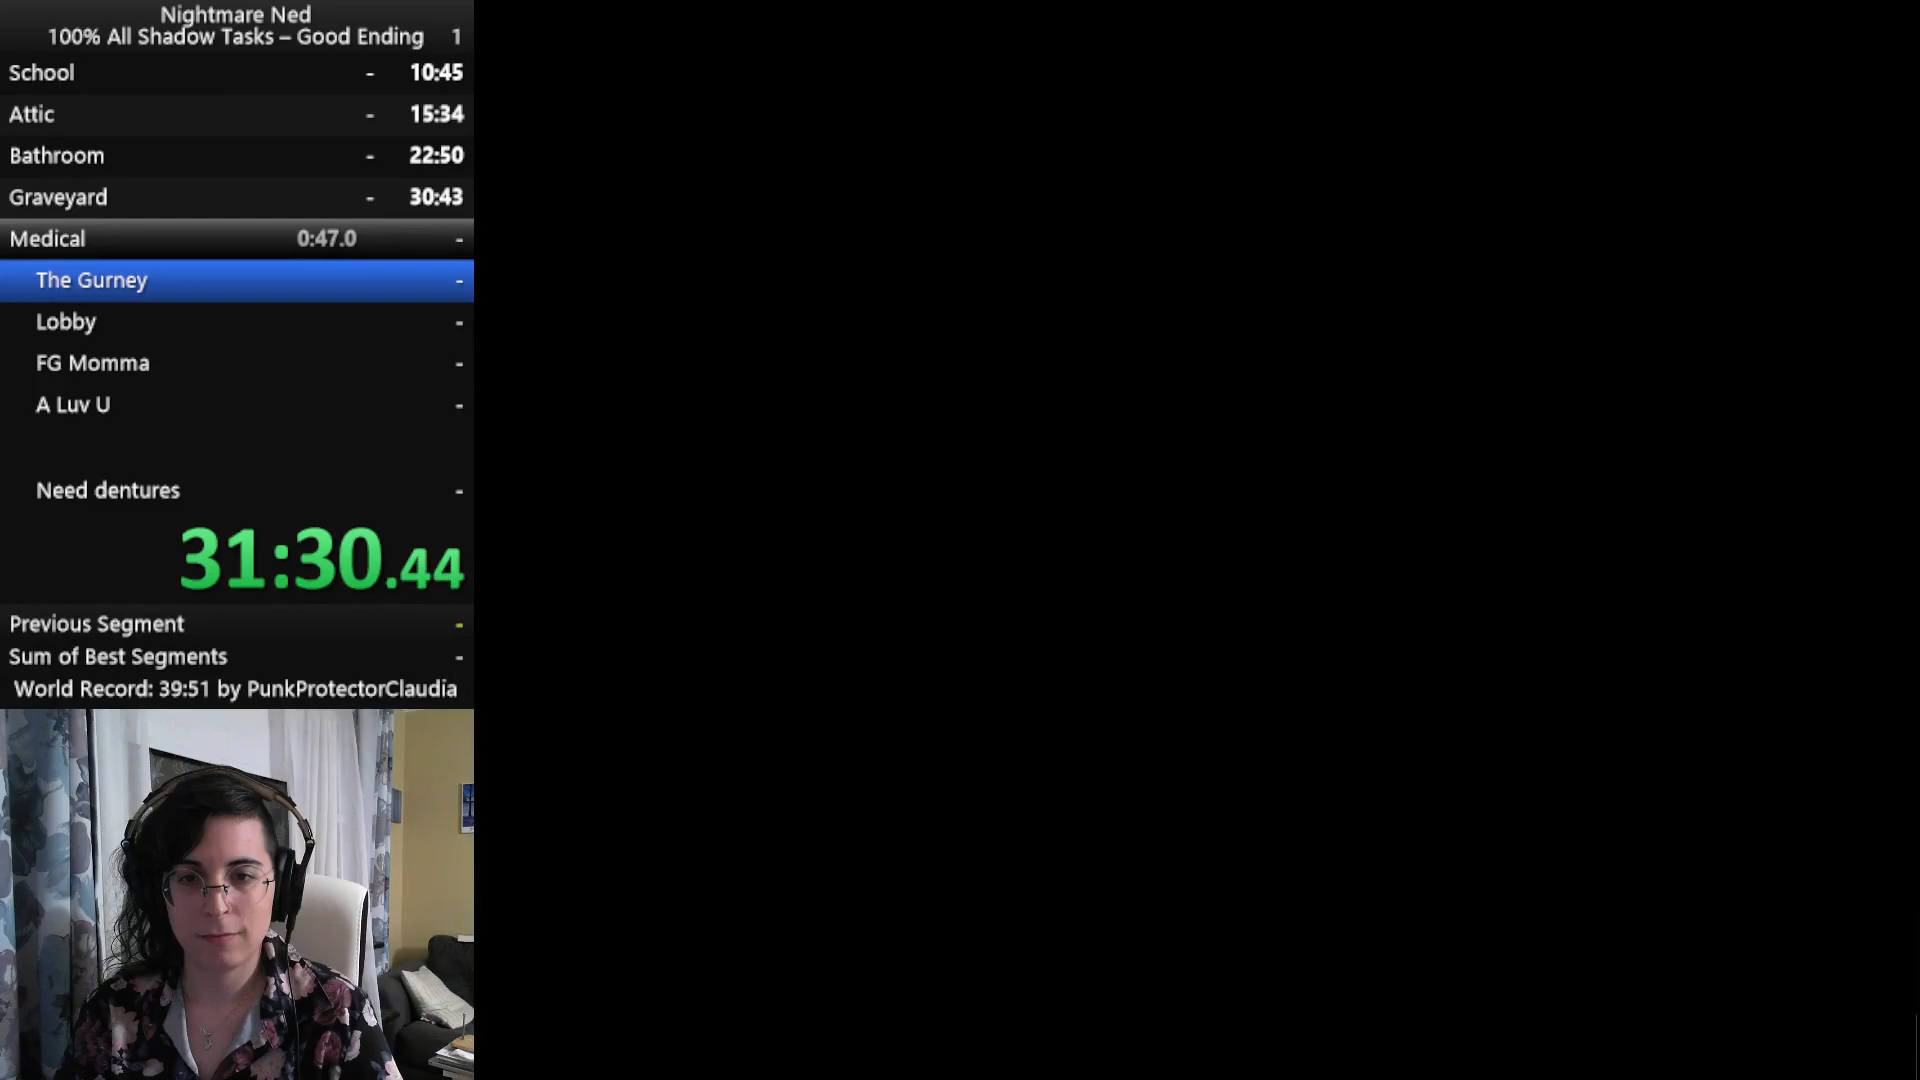 Nightmare Ned
100% All Shadow Tasks – Good Ending 1
School - 10:45
Attic - 15:34
Bathroom - 22:50
Graveyard - 30:43
Medical 0:47.0 -
The Gurney -
Lobby -
FG Momma -
A Luv U -
Need dentures -
31:30.44
Previous Segment -
Sum of Best Segments -
World Record: 39:51 by PunkProtectorClaudia